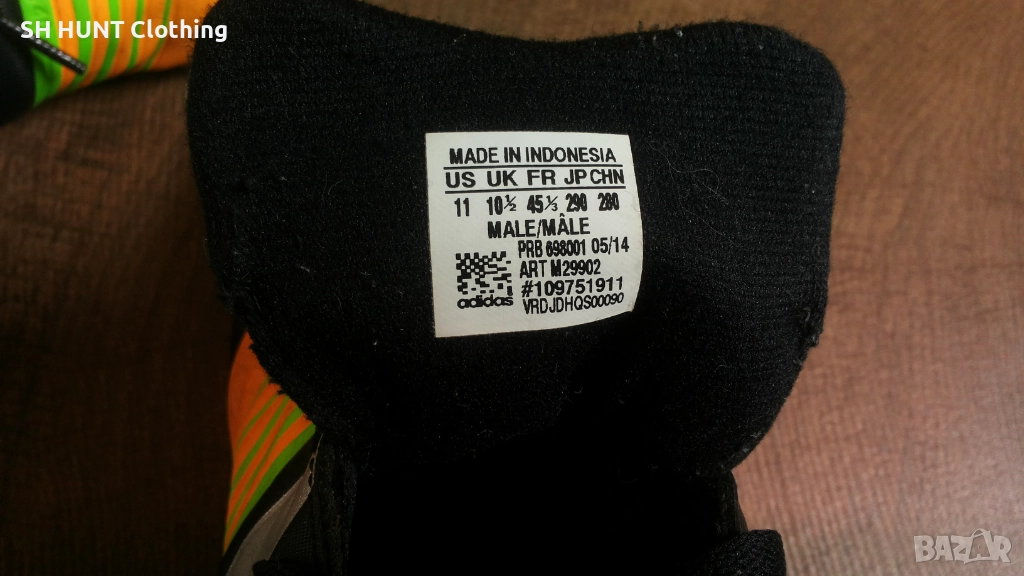 SH HUNT Clothing
MADE IN INDONESIA
US UK FR JP CHN
11 10½ 45⅓ 290 280
MALE/MÂLE
PRB 698001 05/14
ART M29902
#109751911
adidas VRDJDHQS00090
BAZAR